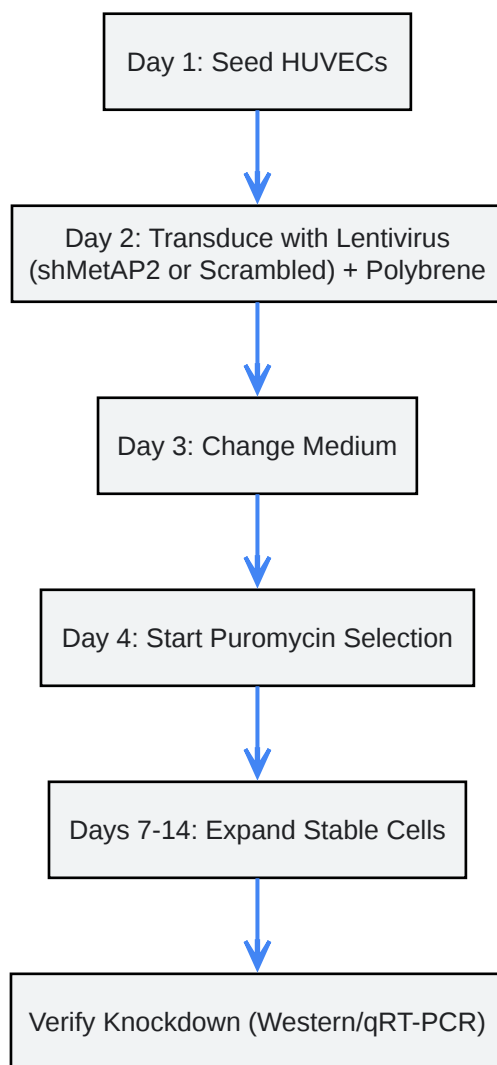 Day 1: Seed HUVECs
Day 2: Transduce with Lentivirus
(shMetAP2 or Scrambled) + Polybrene
Day 3: Change Medium
Day 4: Start Puromycin Selection
Days 7-14: Expand Stable Cells
Verify Knockdown (Western/qRT-PCR)